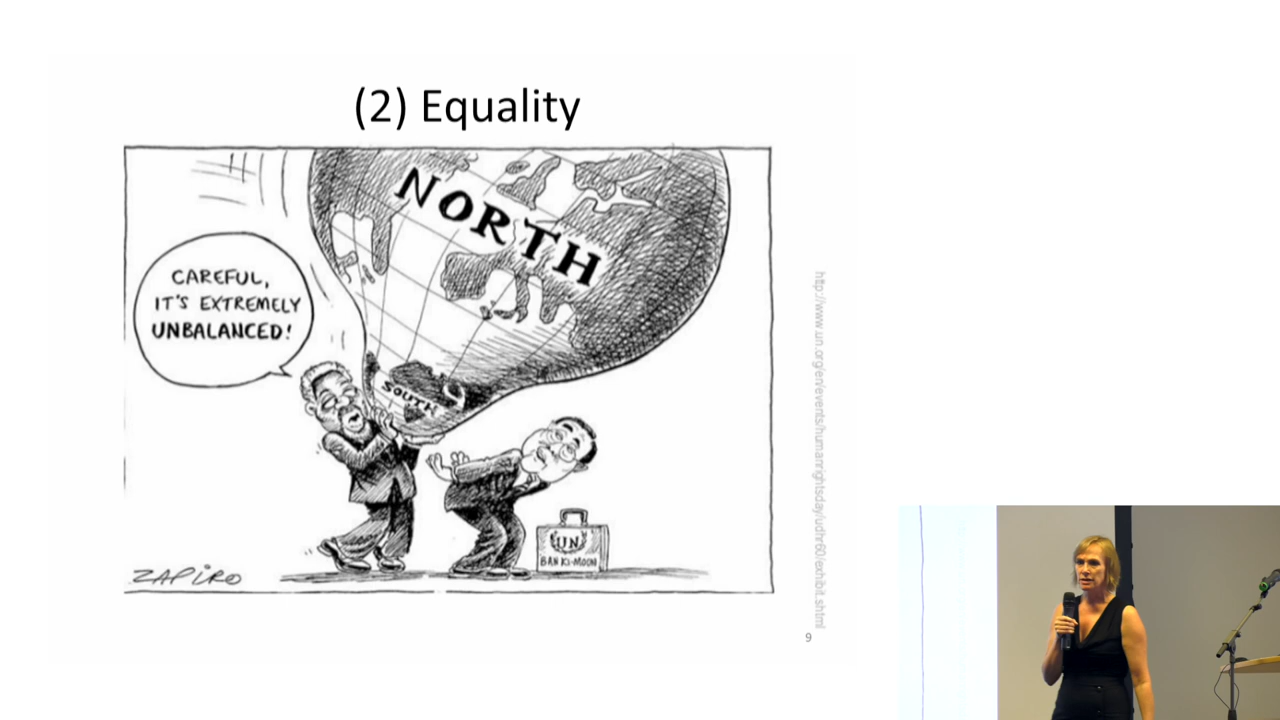 (2) Equality
NORTH
CAREFUL,
IT'S EXTREMELY
UNBALANCED!
SOUTH
UN
BAN KI-MOON
ZAPIRO
http://www.un.org/en/events/humanrightsday/udhr60/exhibit.shtml
9